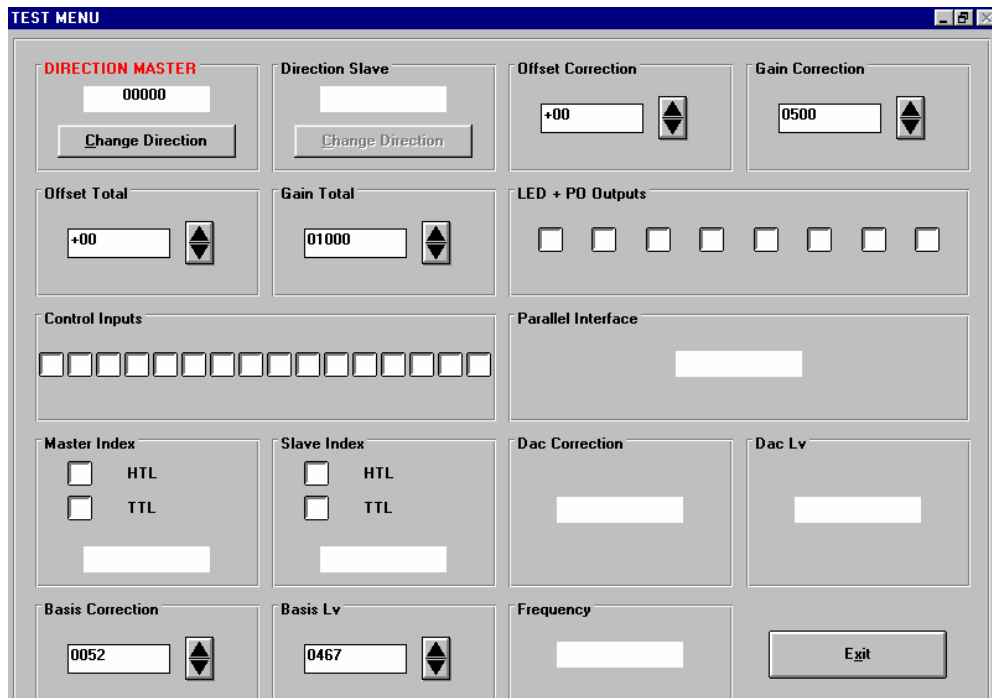 TEST MENU
DIRECTION MASTER
00000
Change Direction
Direction Slave
Change Direction
Offset Correction
+00
Gain Correction
0500
Offset Total
+00
Gain Total
01000
LED + PO Outputs
Control Inputs
Parallel Interface
Master Index
HTL
TTL
Slave Index
HTL
TTL
Dac Correction
Dac Lv
Basis Correction
0052
Basis Lv
0467
Frequency
Exit